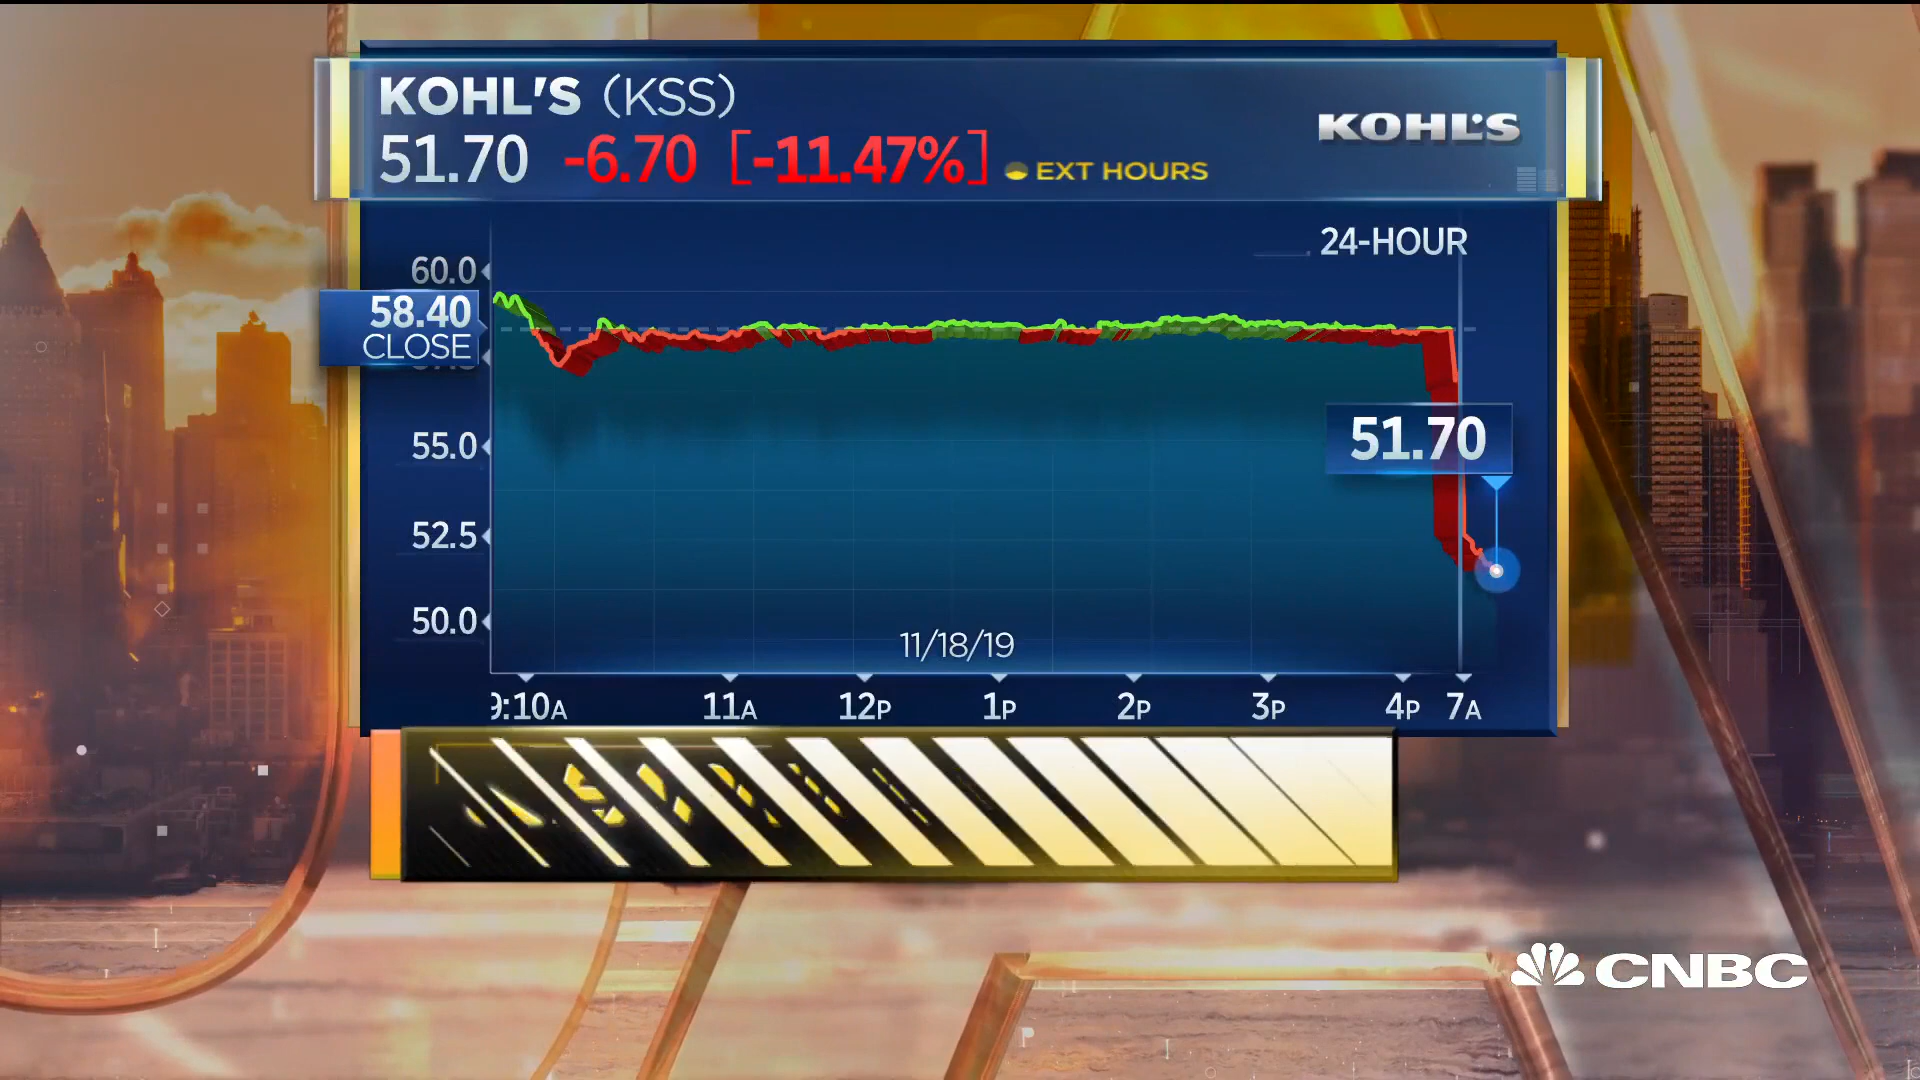 KOHL'S (KSS)
51.70 -6.70 [-11.47%] EXT HOURS
KOHL'S
24-HOUR
60.0
58.40
CLOSE
55.0
51.70
52.5
50.0
11/18/19
9:10A 11A 12P 1P 2P 3P 4P 7A
CNBC